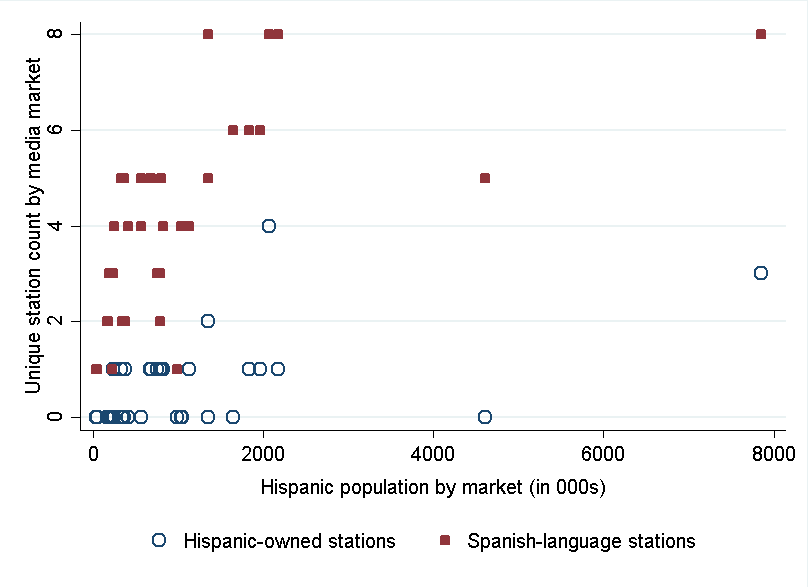 Unique station count by media market
8
6
4
2
0
0 2000 4000 6000 8000
Hispanic population by market (in 000s)
Hispanic-owned stations Spanish-language stations